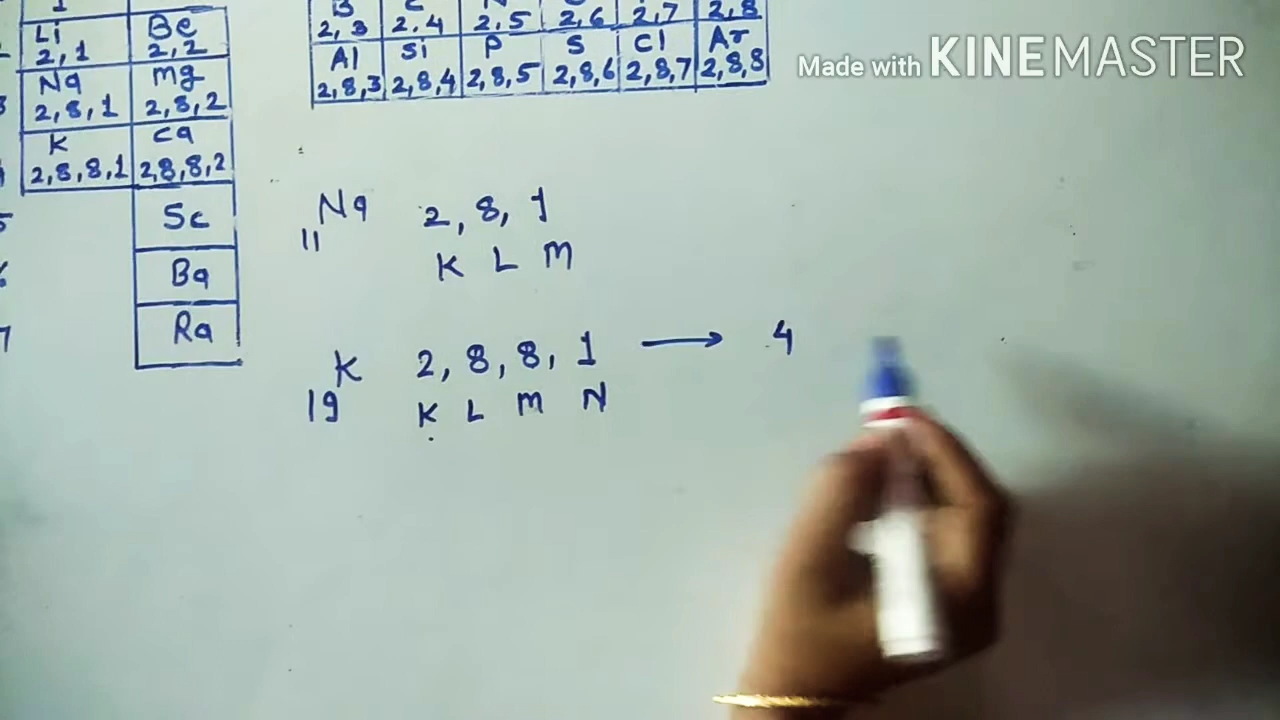 Made with KINEMASTER
Li Be
2,1 2,2
Na Mg
2,8,1 2,8,2
K Ca
2,8,8,1 2,8,8,2
Sc
Ba
Ra
2,3 2,4 2,5 2,6 2,7 2,8
Al Si P S Cl Ar
2,8,3 2,8,4 2,8,5 2,8,6 2,8,7 2,8,8
11 Na 2, 8, 1
K L M
19 K 2, 8, 8, 1 → 4
K L M N